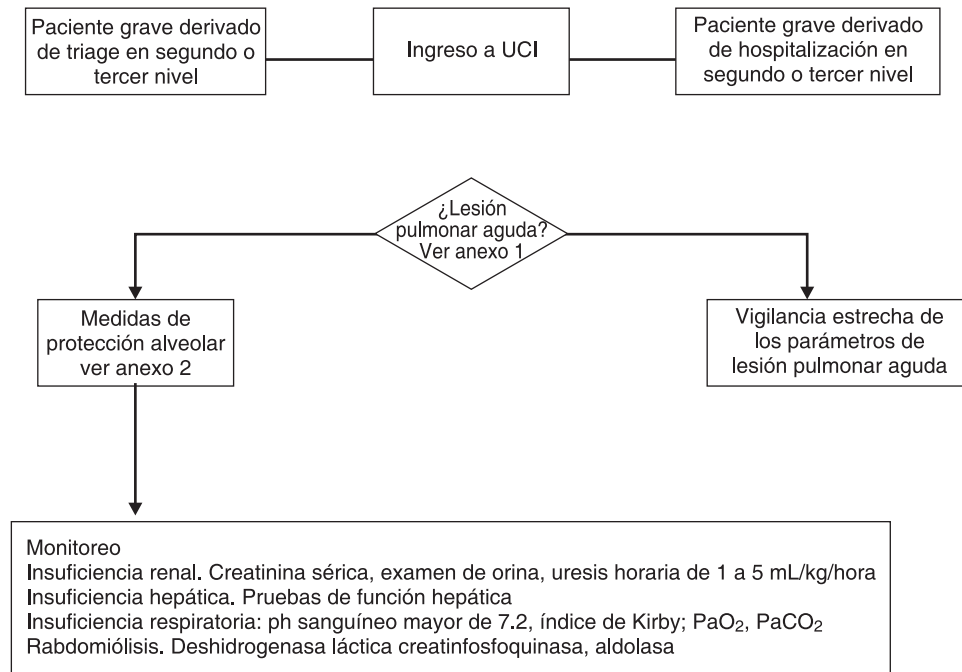 Paciente grave derivado
de triage en segundo o
tercer nivel
Ingreso a UCI
Paciente grave derivado
de hospitalización en
segundo o tercer nivel
¿Lesión
pulmonar aguda?
Ver anexo 1
Medidas de
protección alveolar
ver anexo 2
Vigilancia estrecha de
los parámetros de
lesión pulmonar aguda
Monitoreo
Insuficiencia renal. Creatinina sérica, examen de orina, uresis horaria de 1 a 5 mL/kg/hora
Insuficiencia hepática. Pruebas de función hepática
Insuficiencia respiratoria: ph sanguíneo mayor de 7.2, índice de Kirby; PaO₂, PaCO₂
Rabdomiólisis. Deshidrogenasa láctica creatinfosfoquinasa, aldolasa